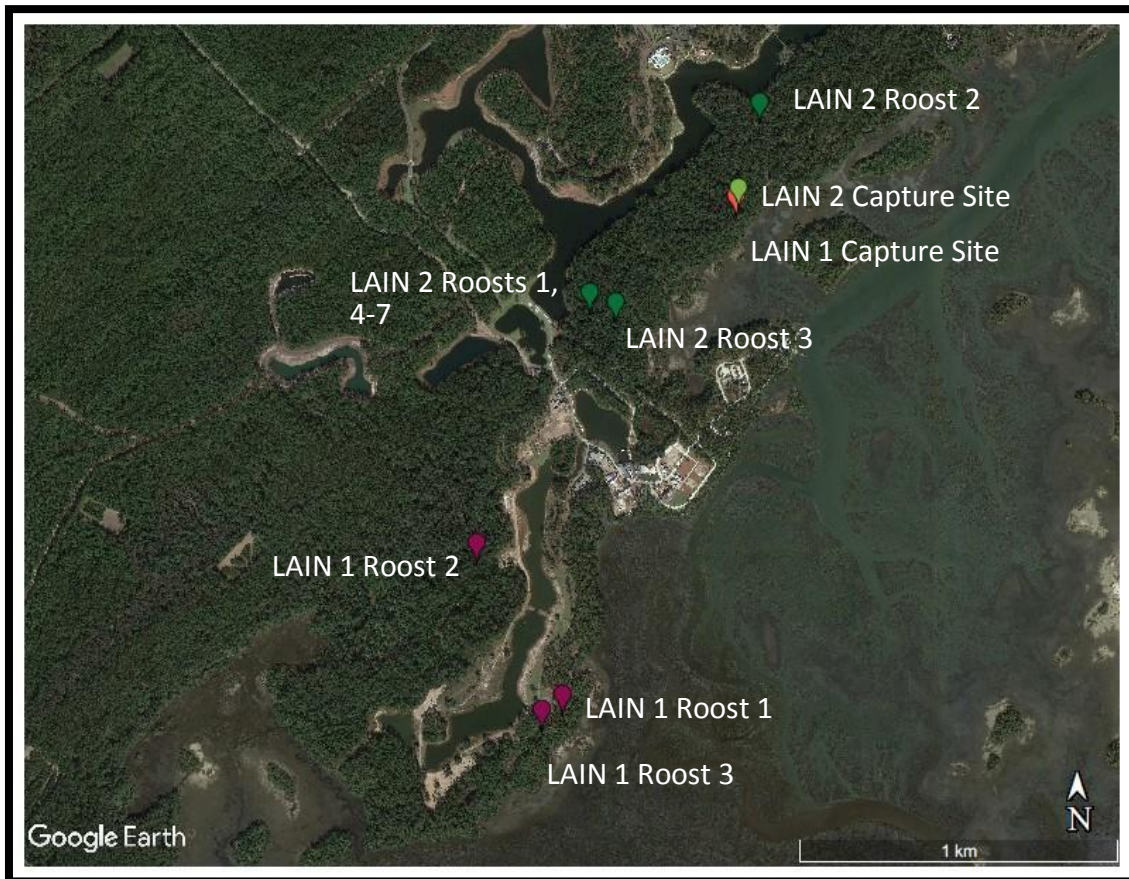 LAIN 2 Roost 2
LAIN 2 Capture Site
LAIN 1 Capture Site
LAIN 2 Roosts 1,
4-7
LAIN 2 Roost 3
LAIN 1 Roost 2
LAIN 1 Roost 1
LAIN 1 Roost 3
Google Earth
N
1 km